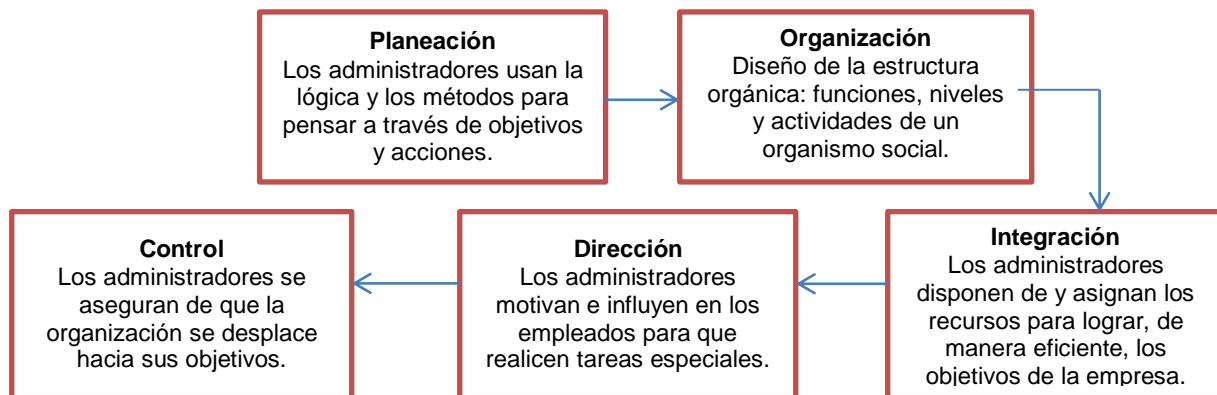 Planeación
Los administradores usan la
lógica y los métodos para
pensar a través de objetivos
y acciones.
Organización
Diseño de la estructura
orgánica: funciones, niveles
y actividades de un
organismo social.
Integración
Los administradores
disponen de y asignan los
recursos para lograr, de
manera eficiente, los
objetivos de la empresa.
Dirección
Los administradores
motivan e influyen en los
empleados para que
realicen tareas especiales.
Control
Los administradores se
aseguran de que la
organización se desplace
hacia sus objetivos.